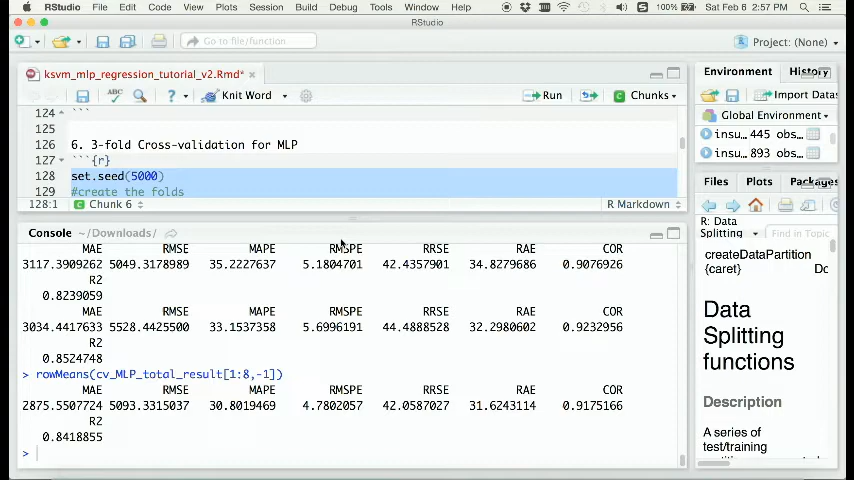 RStudio File Edit Code View Plots Session Build Debug Tools Window Help 100% Sat Feb 6 2:57 PM
RStudio
Go to file/function Project: (None)
ksvm_mlp_regression_tutorial_v2.Rmd* Environment History
ABC ? Knit Word Run Chunks Import Datas
124 ``` Global Environment
125 insu… 445 obs…
126 6. 3-fold Cross-validation for MLP insu… 893 obs…
127 ```{r}
128 set.seed(5000) Files Plots Packages
129 #create the folds
128:1 Chunk 6 R Markdown
Console ~/Downloads/ R: Data
Splitting Find in Topic
MAE RMSE MAPE RMSPE RRSE RAE COR
3117.3909262 5049.3178989 35.2227637 5.1804701 42.4357901 34.8279686 0.9076926
R2
0.8239059
MAE RMSE MAPE RMSPE RRSE RAE COR
3034.4417633 5528.4425500 33.1537358 5.6996191 44.4888528 32.2980602 0.9232956
R2
0.8524748
> rowMeans(cv_MLP_total_result[1:8,-1])
MAE RMSE MAPE RMSPE RRSE RAE COR
2875.5507724 5093.3315037 30.8019469 4.7802057 42.0587027 31.6243114 0.9175166
R2
0.8418855
>
createDataPartition
{caret} Dc
Data
Splitting
functions
Description
A series of
test/training